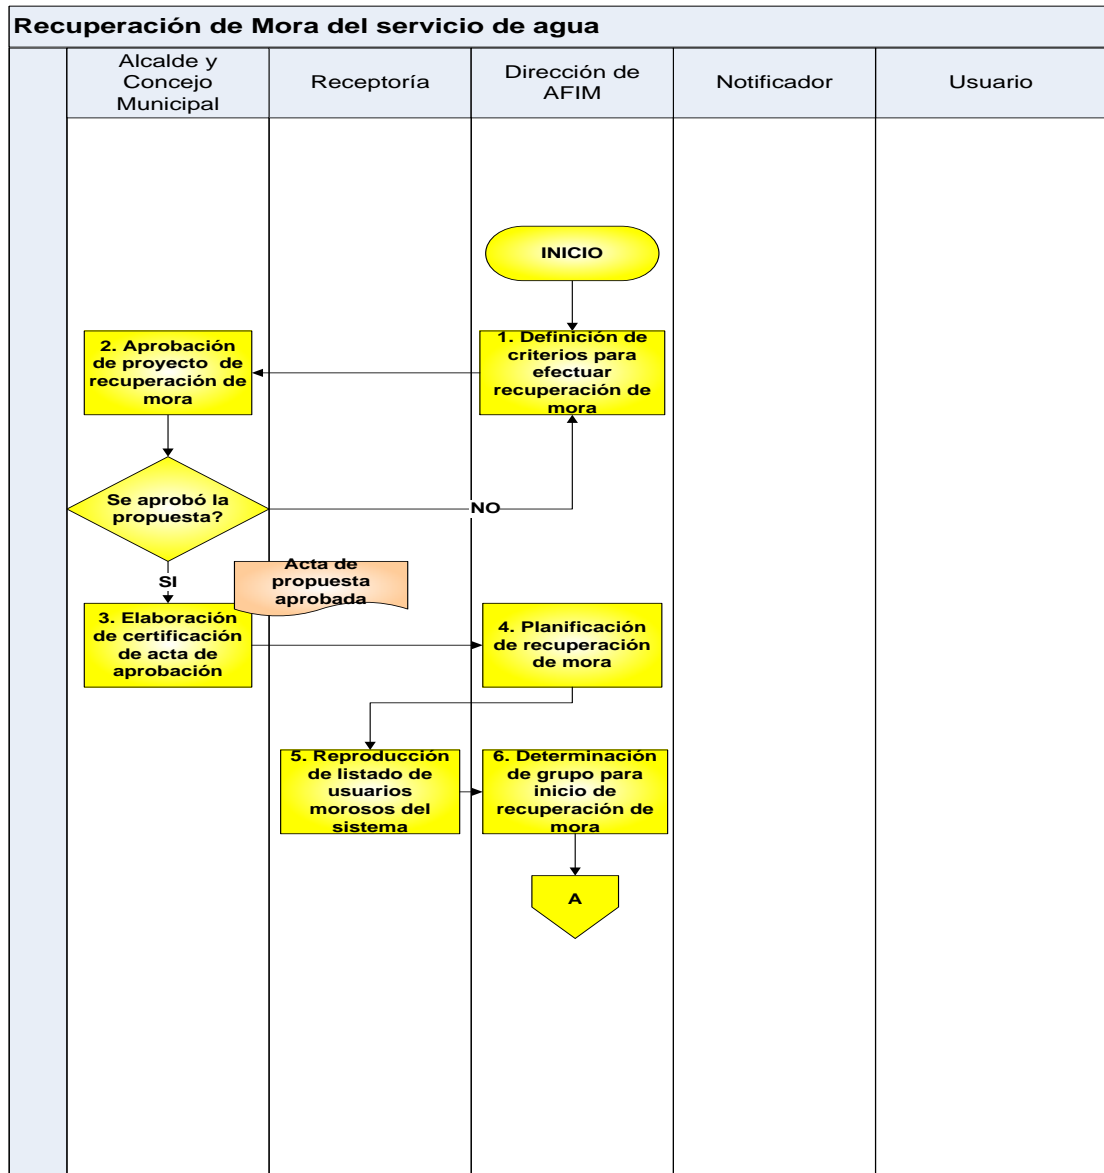 Recuperación de Mora del servicio de agua
Alcalde y
Concejo
Municipal
Receptoría
Dirección de
AFIM
Notificador
Usuario
INICIO
1. Definición de
criterios para
efectuar
recuperación de
mora
2. Aprobación
de proyecto de
recuperación de
mora
Se aprobó la
propuesta?
NO
SI
Acta de
propuesta
aprobada
3. Elaboración
de certificación
de acta de
aprobación
4. Planificación
de recuperación
de mora
5. Reproducción
de listado de
usuarios
morosos del
sistema
6. Determinación
de grupo para
inicio de
recuperación de
mora
A